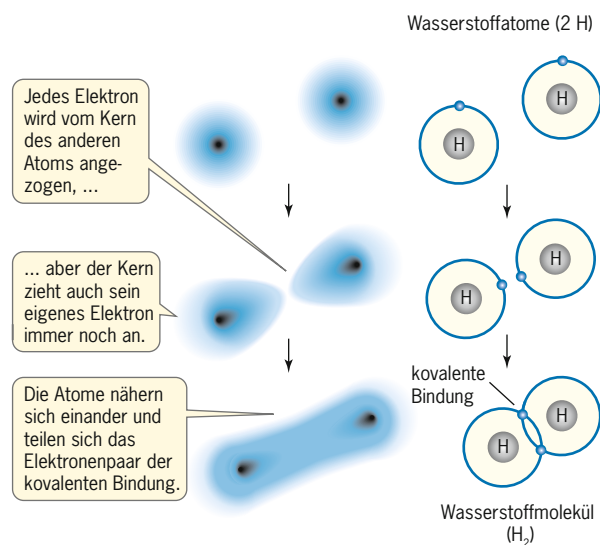 Wasserstoffatome (2 H)
Jedes Elektron
wird vom Kern
des anderen
Atoms ange-
zogen, ...
H
H
... aber der Kern
zieht auch sein
eigenes Elektron
immer noch an.
H
H
Die Atome nähern
sich einander und
teilen sich das
Elektronenpaar der
kovalenten Bindung.
kovalente
Bindung
H
H
Wasserstoffmolekül
(H₂)